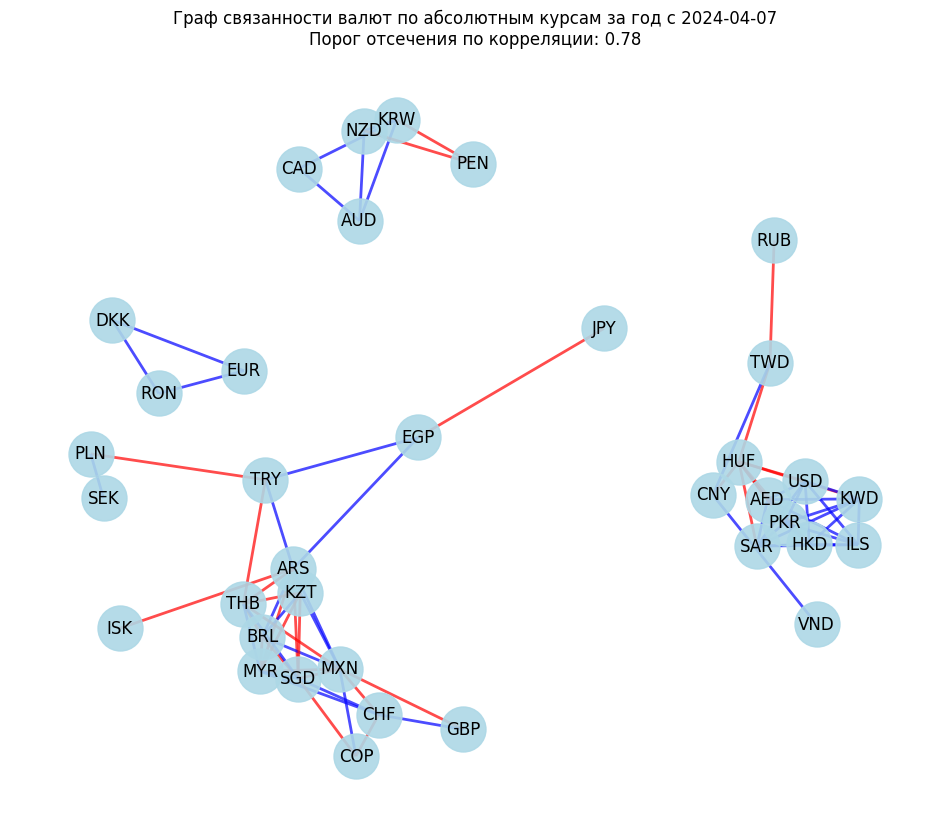 Граф связанности валют по абсолютным курсам за год с 2024-04-07
Порог отсечения по корреляции: 0.78
KRW
NZD
PEN
CAD
AUD
RUB
DKK
JPY
TWD
EUR
RON
EGP
PLN
HUF
TRY
USD
SEK
CNY
AED
KWD
PKR
SAR
HKD
ILS
ARS
KZT
THB
ISK
VND
BRL
MYR
SGD
MXN
CHF
GBP
COP